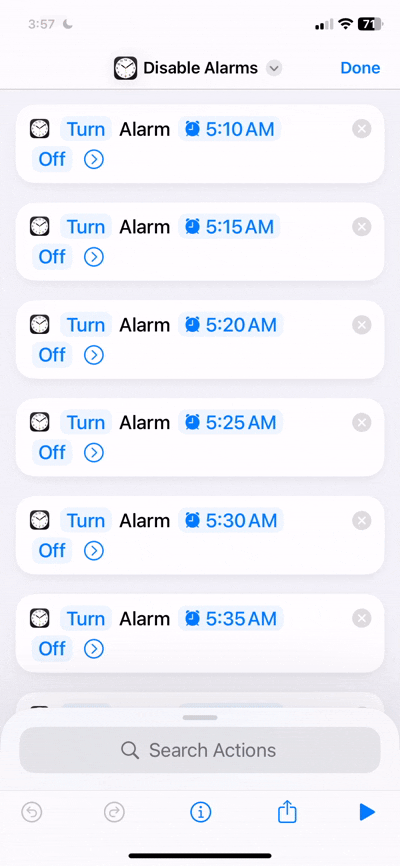 3:57
71
Disable Alarms
Done
Turn Alarm 5:10 AM
Off
Turn Alarm 5:15 AM
Off
Turn Alarm 5:20 AM
Off
Turn Alarm 5:25 AM
Off
Turn Alarm 5:30 AM
Off
Turn Alarm 5:35 AM
Off
Search Actions